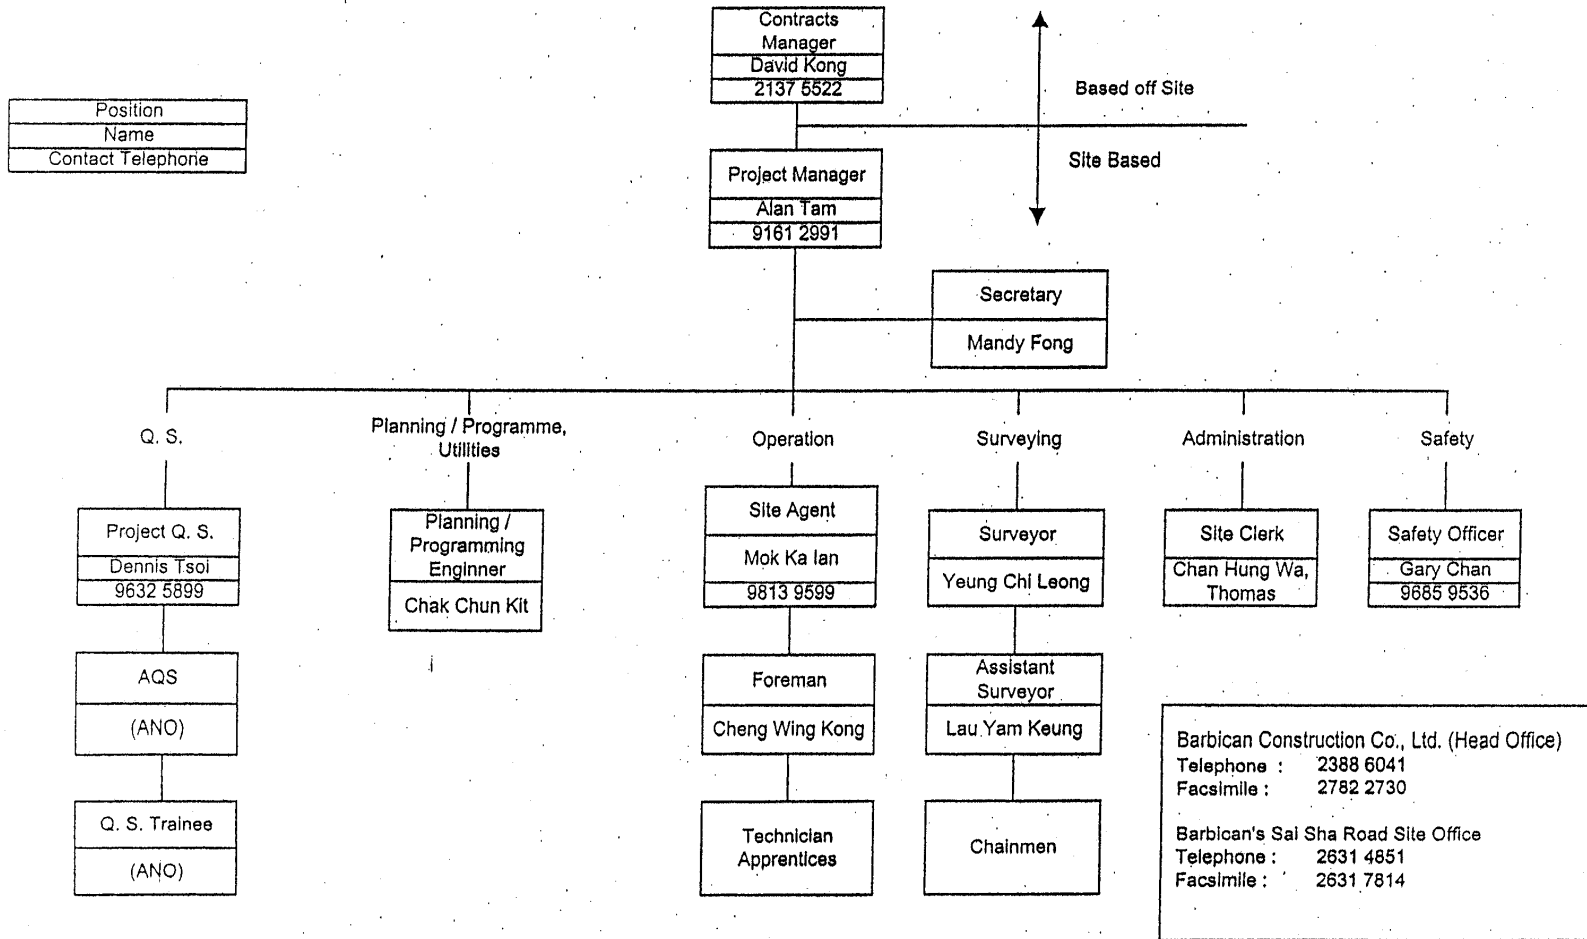 Contracts
Manager
David Kong
2137 5522
Based off Site
Position
Name
Contact Telephone
Site Based
Project Manager
Alan Tam
9161 2991
Secretary
Mandy Fong
Q. S.
Planning / Programme,
Utilities
Operation
Surveying
Administration
Safety
Project Q. S.
Dennis Tsoi
9632 5899
Planning /
Programming
Enginner
Chak Chun Kit
Site Agent
Mok Ka Ian
9813 9599
Surveyor
Yeung Chi Leong
Site Clerk
Chan Hung Wa,
Thomas
Safety Officer
Gary Chan
9685 9536
AQS
(ANO)
Foreman
Cheng Wing Kong
Assistant
Surveyor
Lau Yam Keung
Q. S. Trainee
(ANO)
Technician
Apprentices
Chainmen
Barbican Construction Co., Ltd. (Head Office)
Telephone : 2388 6041
Facsimile : 2782 2730
Barbican's Sai Sha Road Site Office
Telephone : 2631 4851
Facsimile : 2631 7814